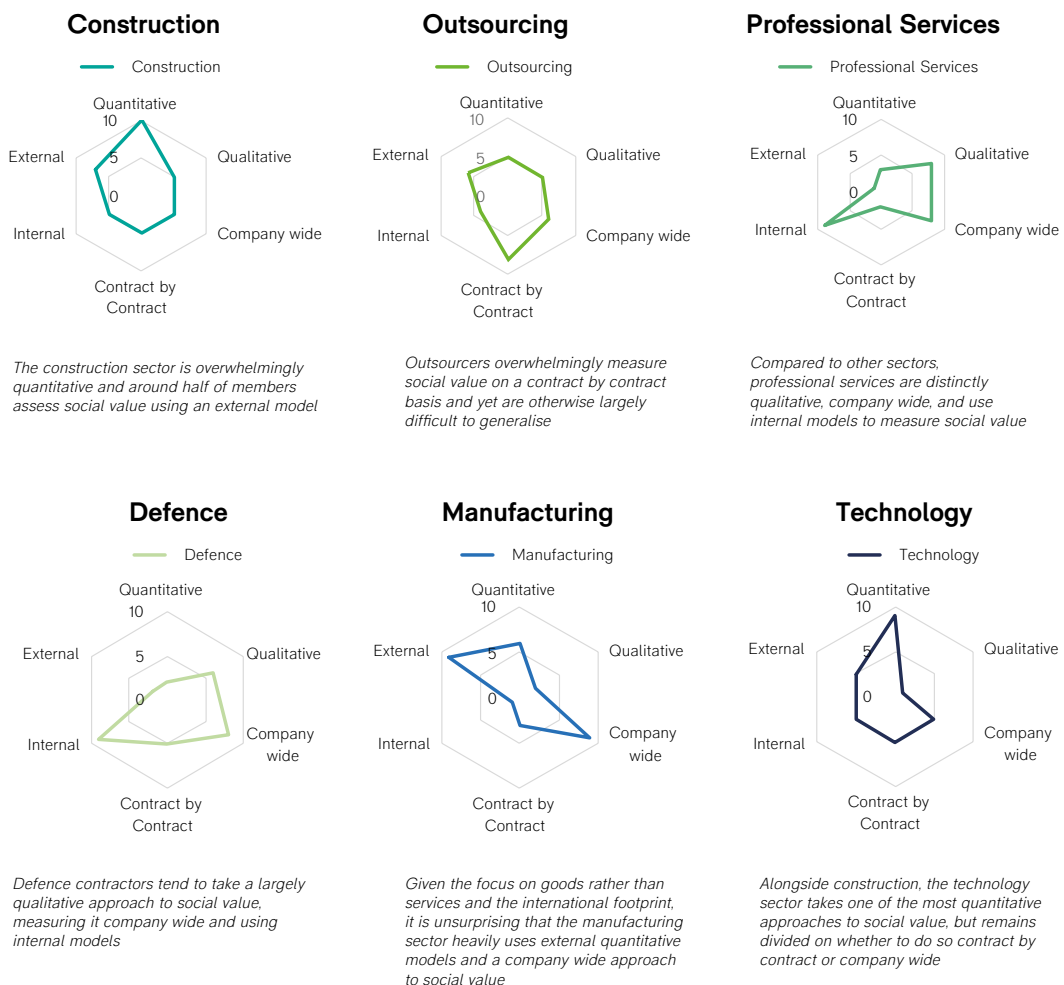 Construction
Construction
Quantitative
10
External
5
Qualitative
0
Internal
Company wide
Contract by
Contract
The construction sector is overwhelmingly
quantitative and around half of members
assess social value using an external model
Outsourcing
Outsourcing
Quantitative
10
External
5
Qualitative
0
Internal
Company wide
Contract by
Contract
Outsourcers overwhelmingly measure
social value on a contract by contract
basis and yet are otherwise largely
difficult to generalise
Professional Services
Professional Services
Quantitative
10
External
5
Qualitative
0
Internal
Company wide
Contract by
Contract
Compared to other sectors,
professional services are distinctly
qualitative, company wide, and use
internal models to measure social value
Defence
Defence
Quantitative
10
External
5
Qualitative
0
Internal
Company
wide
Contract by
Contract
Defence contractors tend to take a largely
qualitative approach to social value,
measuring it company wide and using
internal models
Manufacturing
Manufacturing
Quantitative
10
External
5
Qualitative
0
Internal
Company
wide
Contract by
Contract
Given the focus on goods rather than
services and the international footprint,
it is unsurprising that the manufacturing
sector heavily uses external quantitative
models and a company wide approach
to social value
Technology
Technology
Quantitative
10
External
5
Qualitative
0
Internal
Company
wide
Contract by
Contract
Alongside construction, the technology
sector takes one of the most quantitative
approaches to social value, but remains
divided on whether to do so contract by
contract or company wide